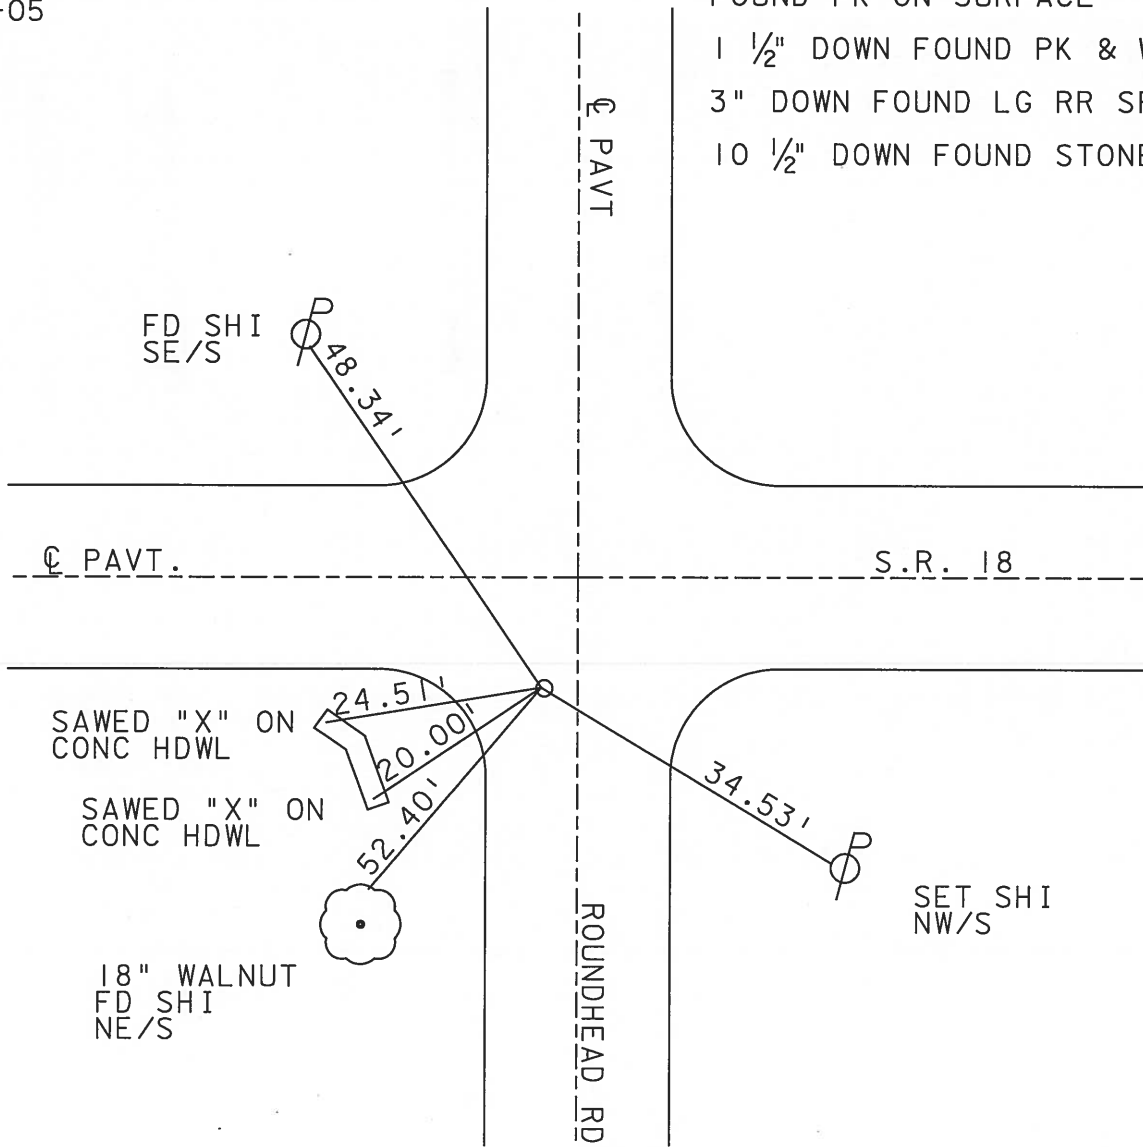 -05
FOUND PK ON SURFACE
1 ½" DOWN FOUND PK &
3" DOWN FOUND LG RR
10 ½" DOWN FOUND STONE
℄ PAVT
FD SHI
SE/S
P
48.34'
℄ PAVT.
S.R. 18
24.51'
SAWED "X" ON
CONC HDWL
20.00'
34.53'
SAWED "X" ON
CONC HDWL
52.40'
P
SET SHI
NW/S
ROUNDHEAD RD
18" WALNUT
FD SHI
NE/S